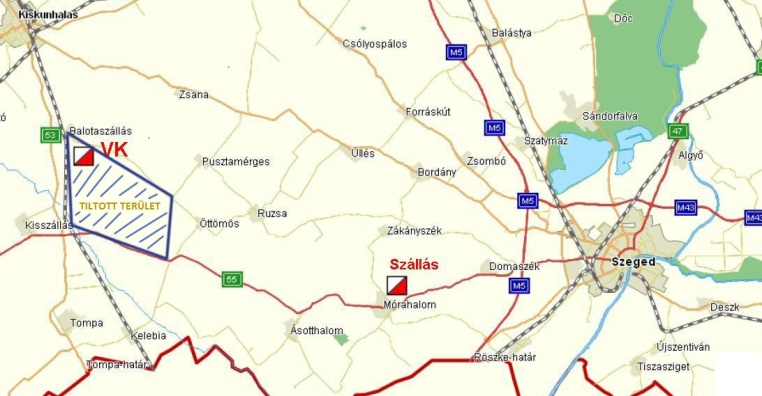 Kiskunhalas
Dóc
Csólyospálos
M5
Balástya
M5
Zsana
Forráskút
Sándorfalva
53
Balotaszállás
M5
Szatymaz
47
VK
Pusztamérges
Üllés
Zsombó
Algyő
Bordány
TILTOTT TERÜLET
M5
M43
M43
Kisszállás
Öttömös
Ruzsa
Zákányszék
Szállás
Domaszék
Szeged
55
M5
Mórahalom
Deszk
Tompa
Kelebia
Ásotthalom
Újszentiván
Röszke-határ
Tompa-határ
Tiszasziget